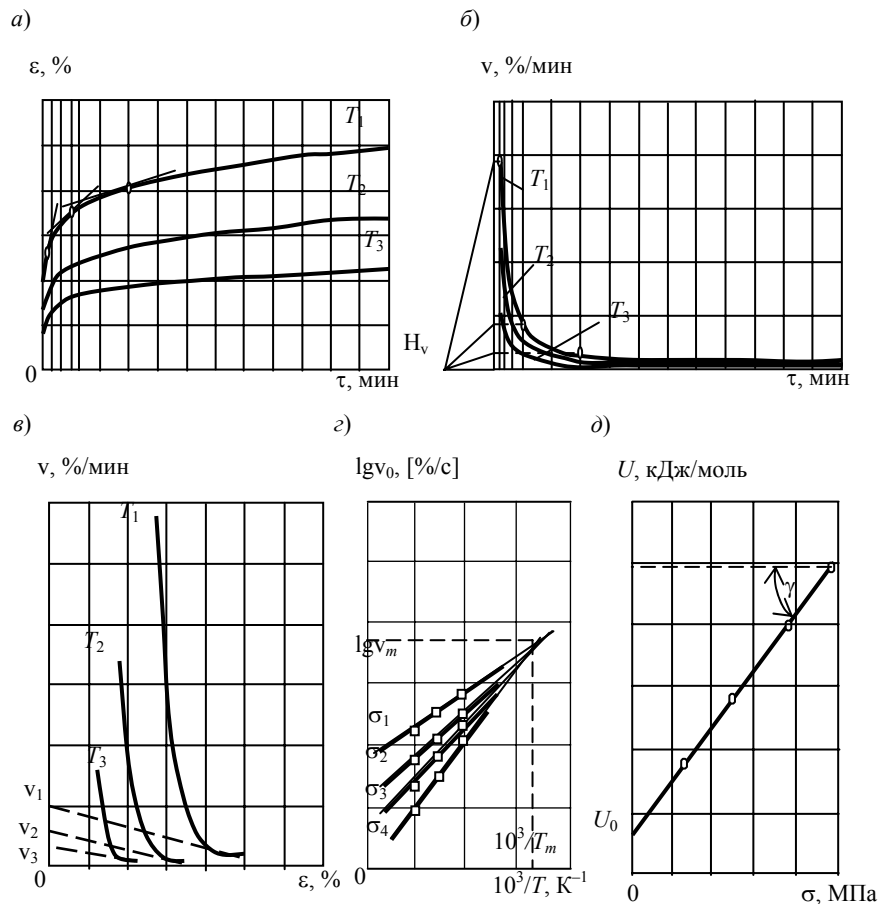 а)
б)
ε, %
v, %/мин
T1
T2
T3
0
τ, мин
T1
T2
T3
Hv
τ, мин
в)
г)
д)
v, %/мин
lgv0, [%/с]
U, кДж/моль
T1
T2
T3
v1
v2
v3
0
ε, %
lgvm
σ1
σ2
σ3
σ4
10³/Tm
0
10³/T, К⁻¹
γ
U0
0
σ, МПа